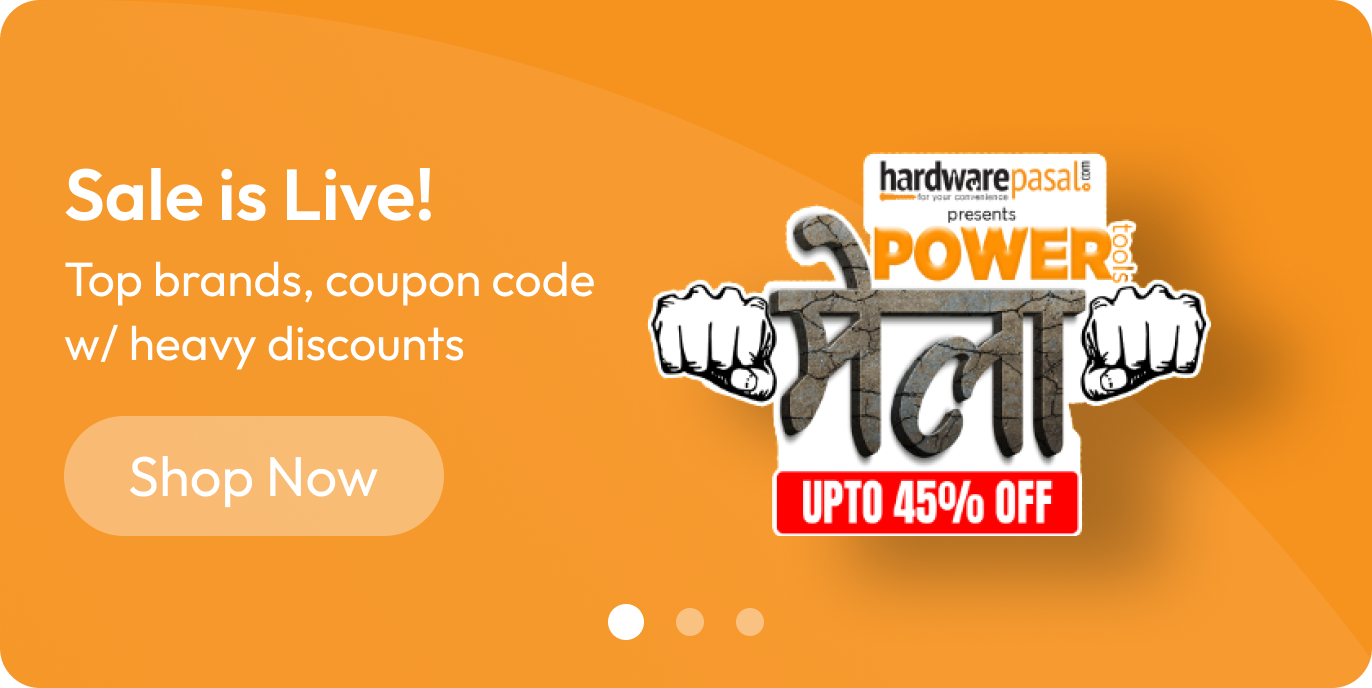 Sale is Live!
Top brands, coupon code
w/ heavy discounts
Shop Now
hardwarepasal.com
for your convenience
presents
POWER tools
मेला
UPTO 45% OFF